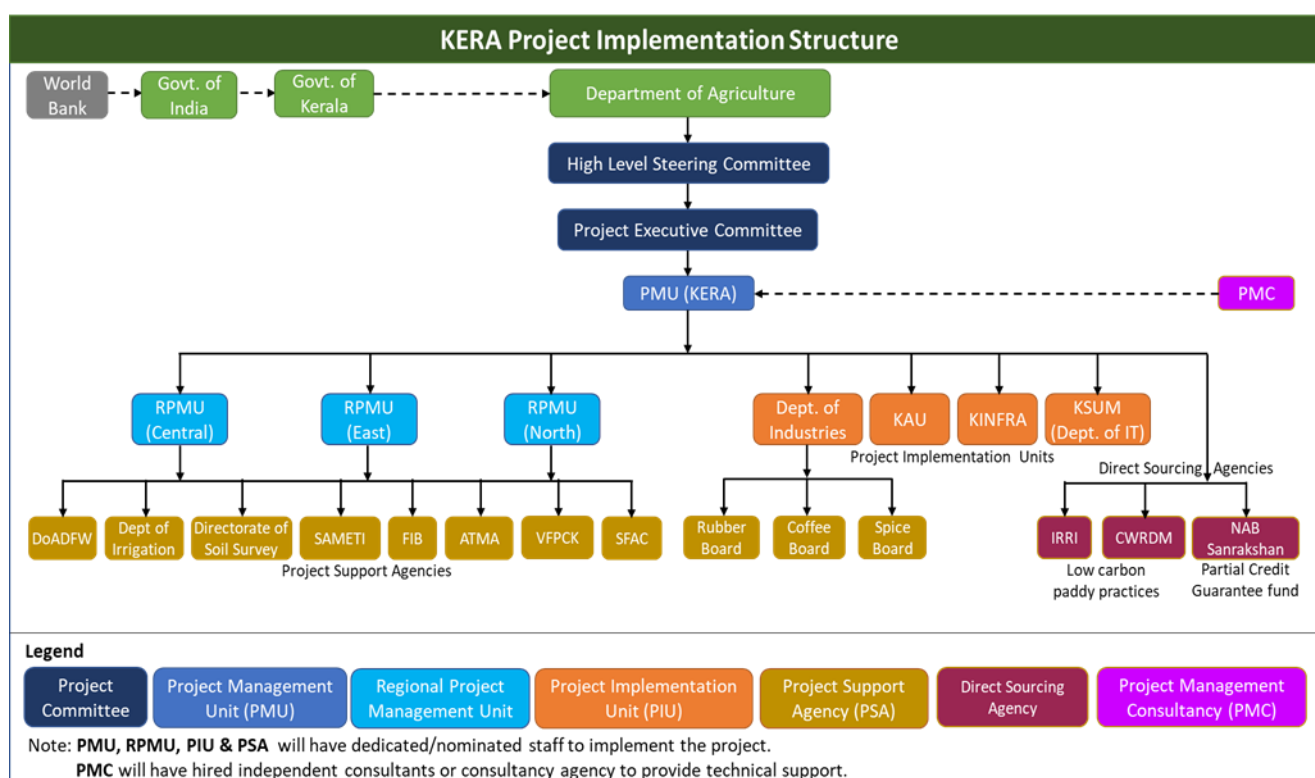 KERA Project Implementation Structure
World
Bank
Govt. of
India
Govt. of
Kerala
Department of Agriculture
High Level Steering Committee
Project Executive Committee
PMU (KERA)
PMC
RPMU
(Central)
RPMU
(East)
RPMU
(North)
Dept. of
Industries
KAU
KINFRA
KSUM
(Dept. of IT)
Project Implementation Units
Direct Sourcing Agencies
DoADFW
Dept of
Irrigation
Directorate of
Soil Survey
SAMETI
FIB
ATMA
VFPCK
SFAC
Project Support Agencies
Rubber
Board
Coffee
Board
Spice
Board
IRRI
CWRDM
NAB
Sanrakshan
Low carbon
paddy practices
Partial Credit
Guarantee fund
Legend
Project
Committee
Project Management
Unit (PMU)
Regional Project
Management Unit
Project Implementation
Unit (PIU)
Project Support
Agency (PSA)
Direct Sourcing
Agency
Project Management
Consultancy (PMC)
Note: PMU, RPMU, PIU & PSA will have dedicated/nominated staff to implement the project.
PMC will have hired independent consultants or consultancy agency to provide technical support.